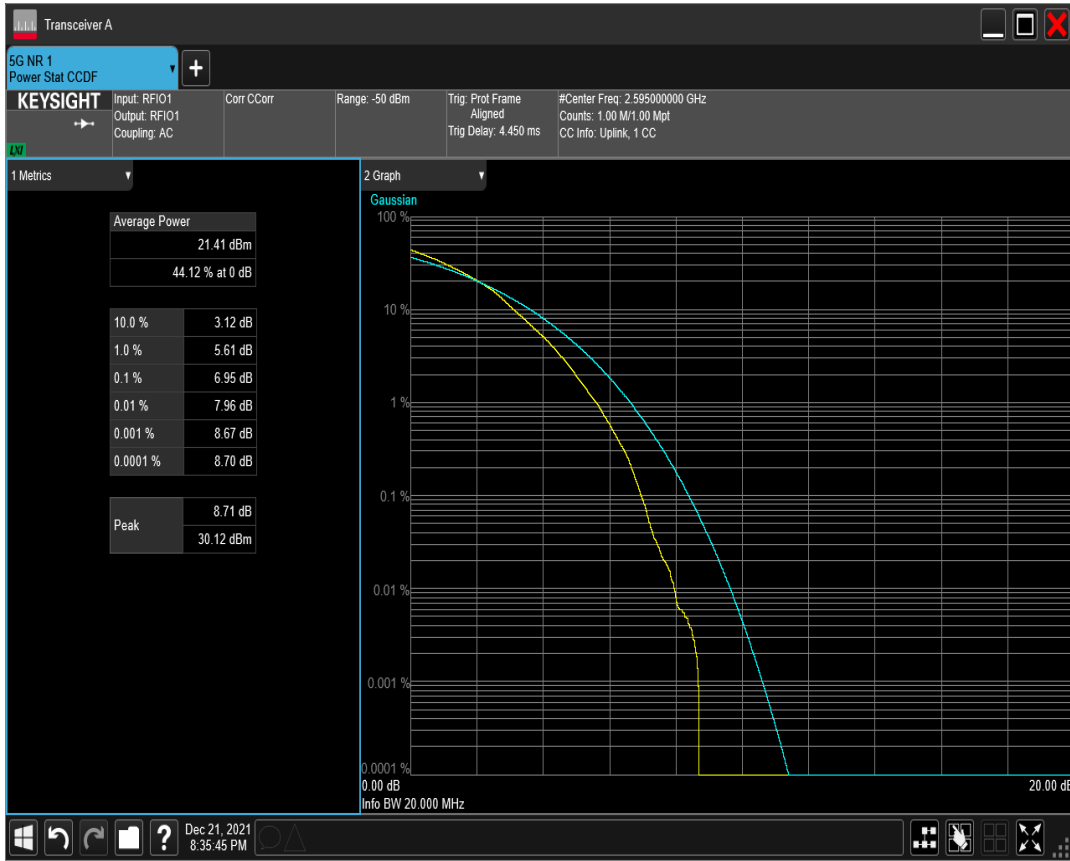 Transceiver A
5G NR 1
Power Stat CCDF
+
KEYSIGHT
LXI
Input: RFIO1
Output: RFIO1
Coupling: AC
Corr CCorr
Range: -50 dBm
Trig: Prot Frame
Aligned
Trig Delay: 4.450 ms
#Center Freq: 2.595000000 GHz
Counts: 1.00 M/1.00 Mpt
CC Info: Uplink, 1 CC
1 Metrics
Average Power
21.41 dBm
44.12 % at 0 dB
10.0 % 3.12 dB
1.0 % 5.61 dB
0.1 % 6.95 dB
0.01 % 7.96 dB
0.001 % 8.67 dB
0.0001 % 8.70 dB
Peak
8.71 dB
30.12 dBm
2 Graph
Gaussian
100 %
10 %
1 %
0.1 %
0.01 %
0.001 %
0.0001 %
0.00 dB 20.00 dB
Info BW 20.000 MHz
?
Dec 21, 2021
8:35:45 PM